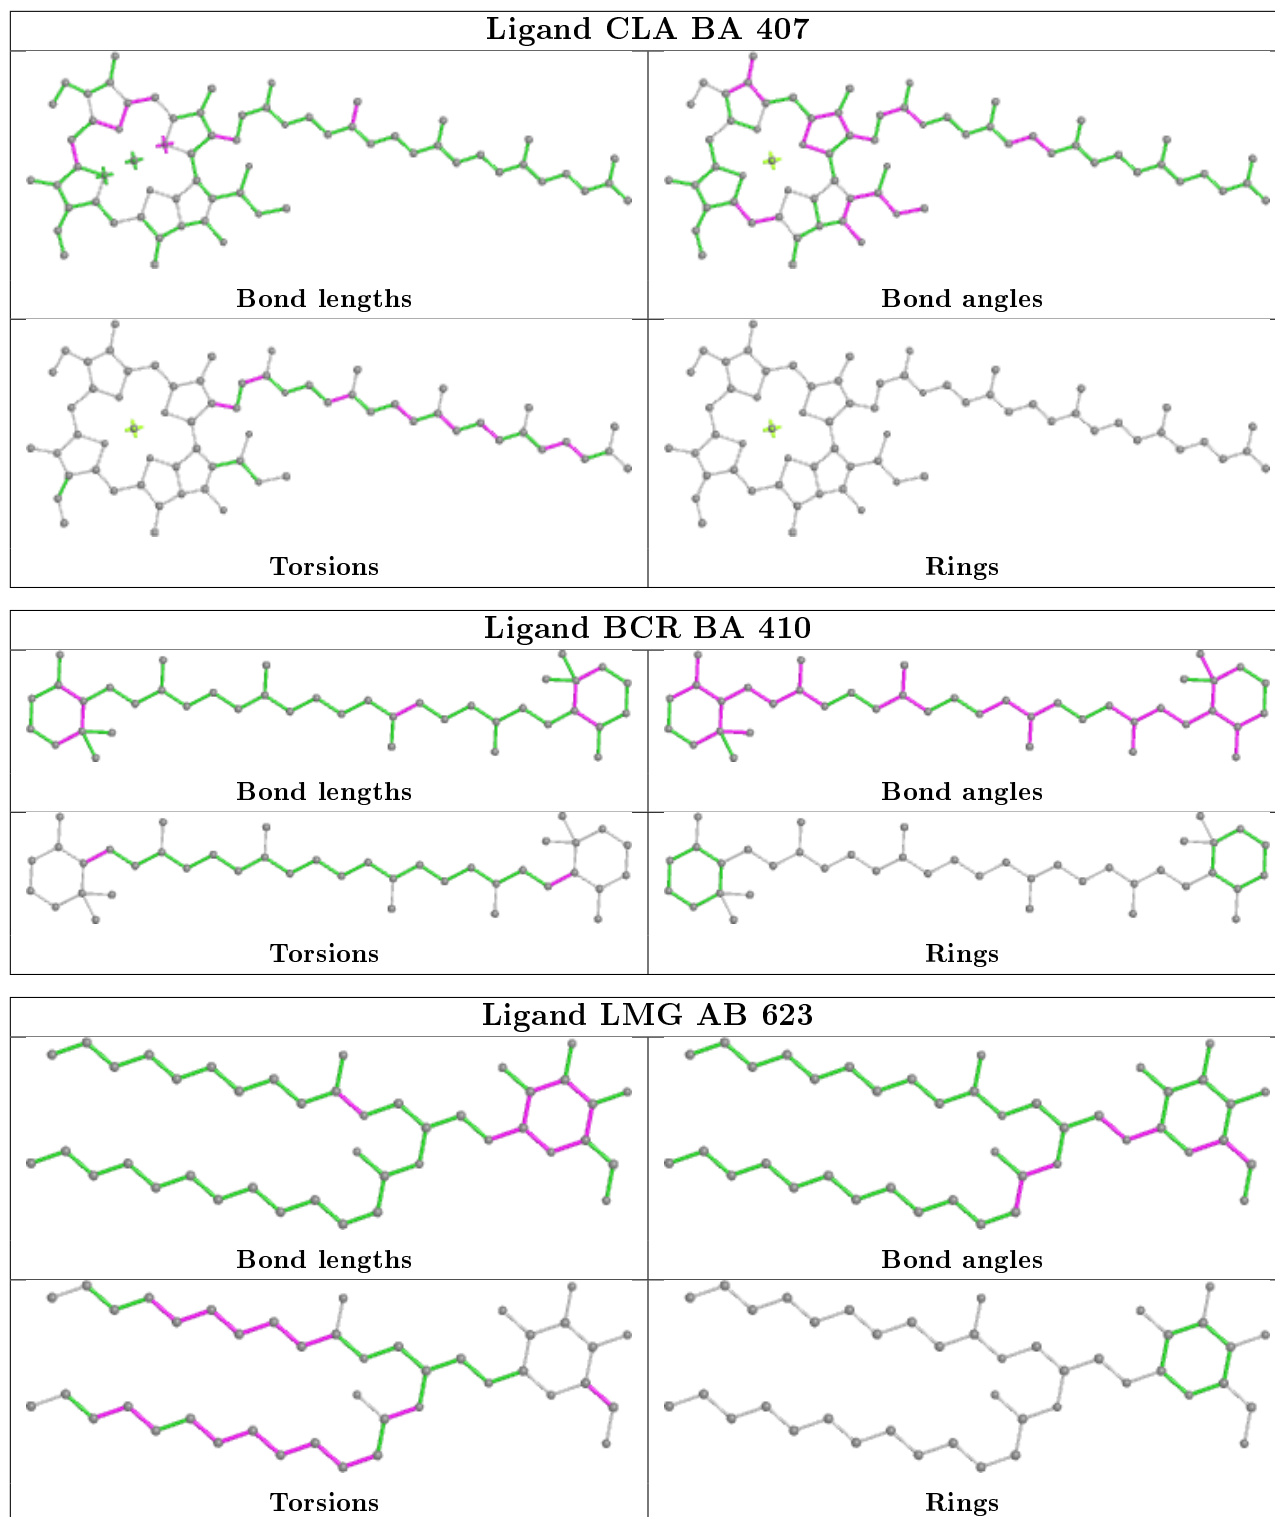 Ligand CLA BA 407
Bond lengths
Bond angles
Torsions
Rings
Ligand BCR BA 410
Bond lengths
Bond angles
Torsions
Rings
Ligand LMG AB 623
Bond lengths
Bond angles
Torsions
Rings